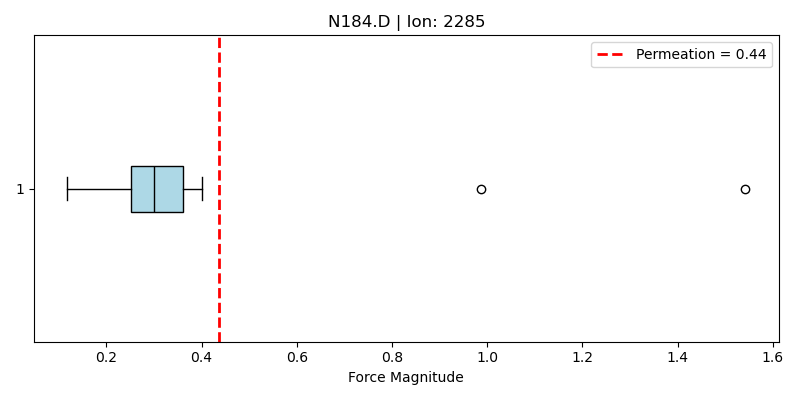 N184.D | Ion: 2285
Permeation = 0.44
1
0.2 0.4 0.6 0.8 1.0 1.2 1.4 1.6
Force Magnitude